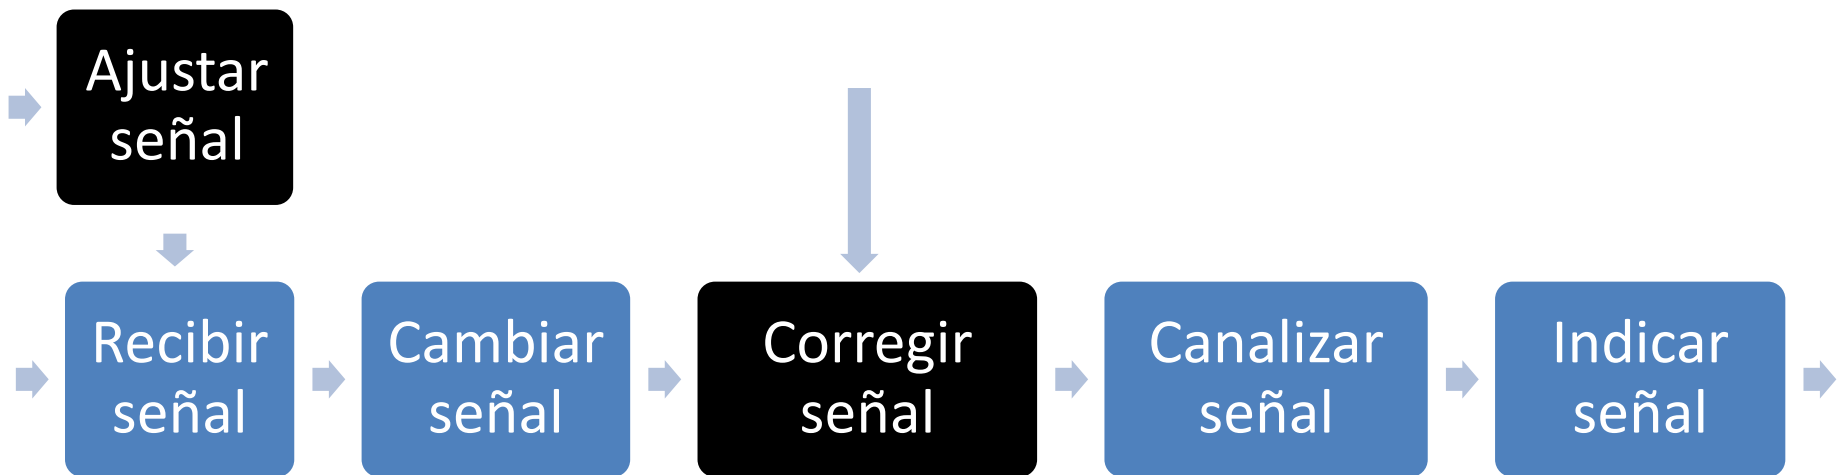 Ajustar
señal
Recibir
señal
Cambiar
señal
Corregir
señal
Canalizar
señal
Indicar
señal